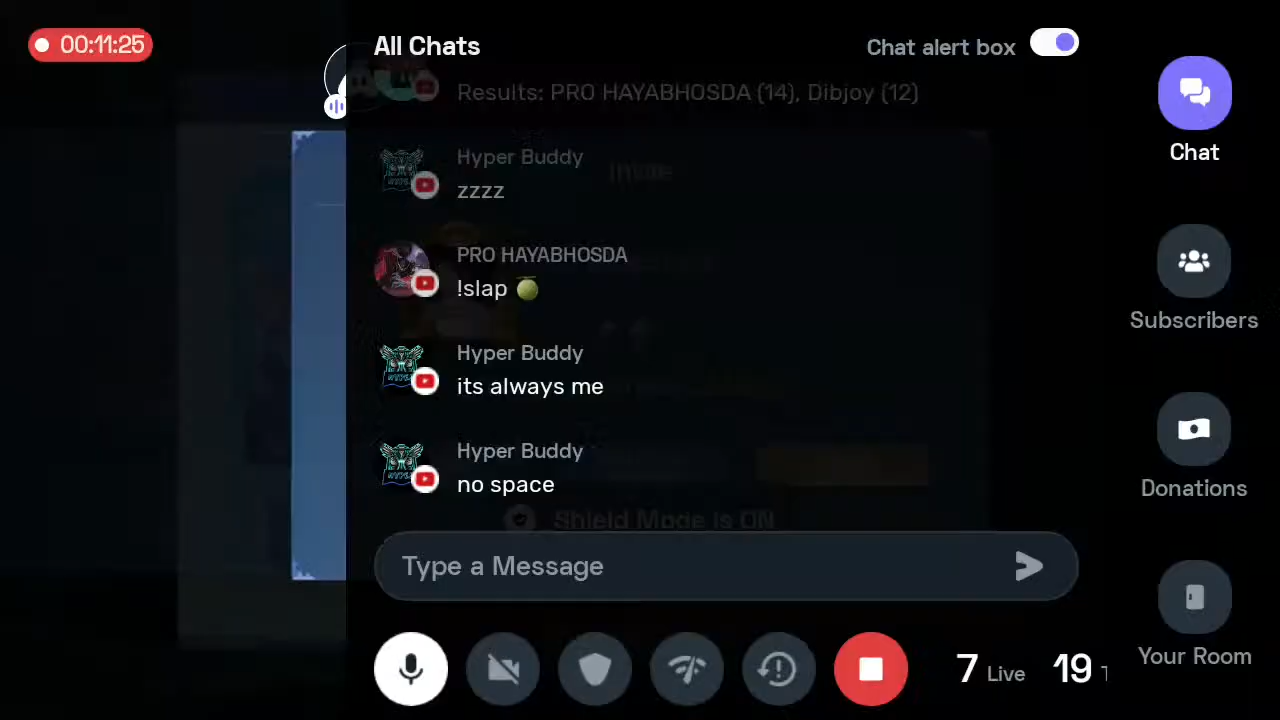 00:11:25
All Chats
Chat alert box
Results: PRO HAYABHOSDA (14), Dibjoy (12)
Hyper Buddy
zzzz
PRO HAYABHOSDA
!slap 🍈
Hyper Buddy
its always me
Hyper Buddy
no space
Shield Mode is ON
Type a Message
7 Live 19
Chat
Subscribers
Donations
Your Room